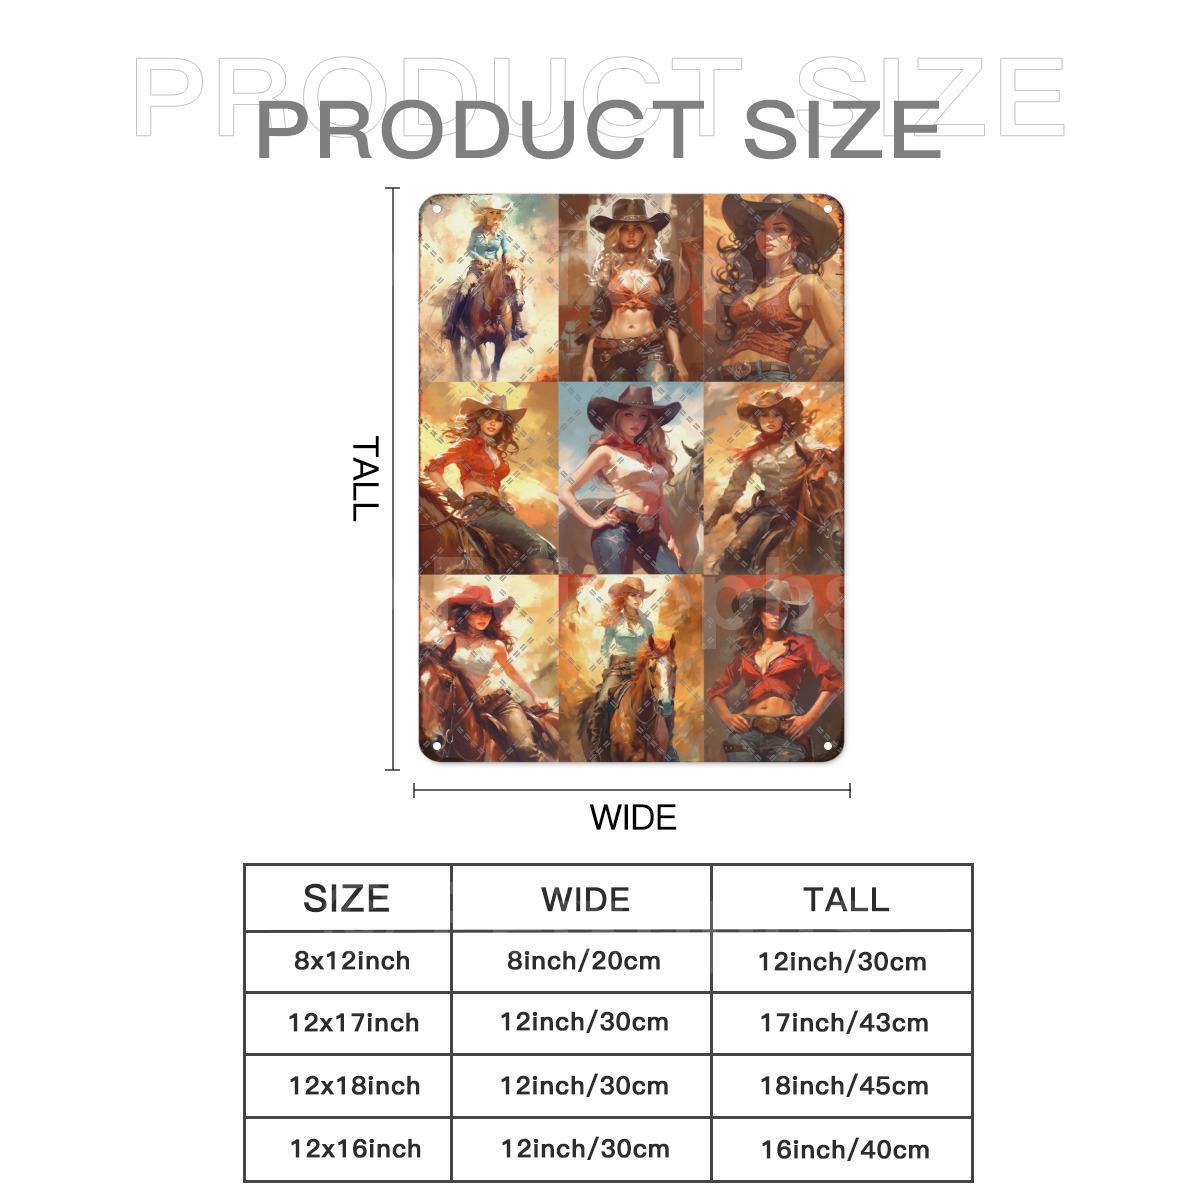 PRODUCT SIZE
PRODUCT SIZE
TALL
WIDE
SIZE WIDE TALL
8x12inch 8inch/20cm 12inch/30cm
12x17inch 12inch/30cm 17inch/43cm
12x18inch 12inch/30cm 18inch/45cm
12x16inch 12inch/30cm 16inch/40cm